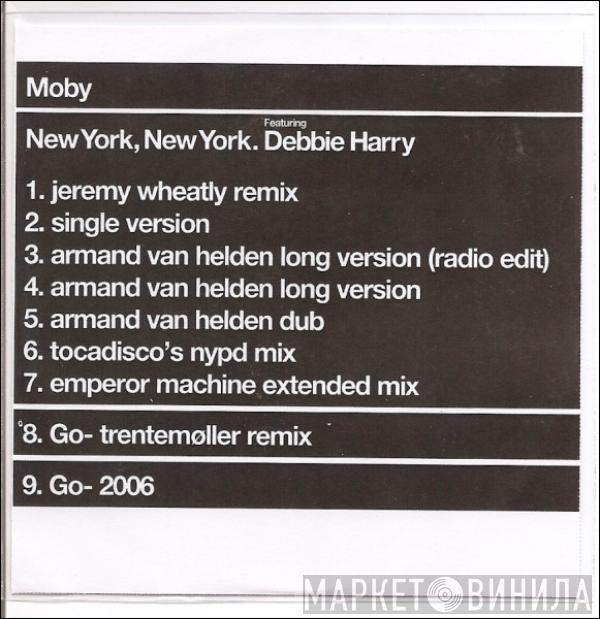 Moby
New York, New York. Featuring Debbie Harry
1. jeremy wheatly remix
2. single version
3. armand van helden long version (radio edit)
4. armand van helden long version
5. armand van helden dub
6. tocadisco's nypd mix
7. emperor machine extended mix
8. Go- trentemøller remix
9. Go- 2006
МАРКЕТ ВИНИЛА